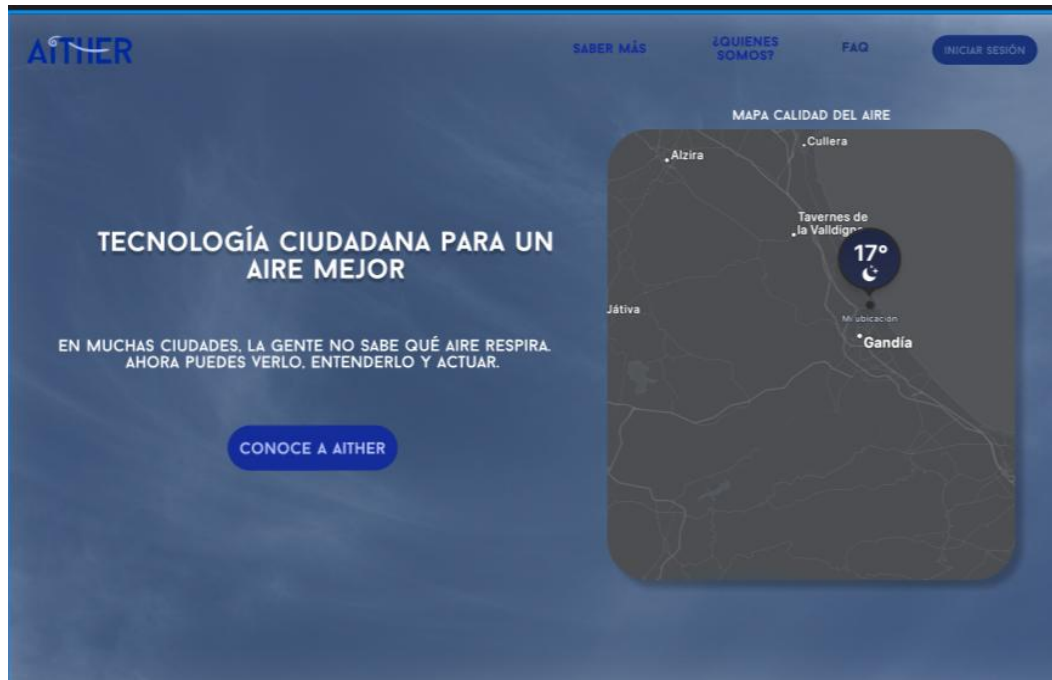 AITHER
SABER MÁS
¿QUIENES
SOMOS?
FAQ
INICIAR SESIÓN
MAPA CALIDAD DEL AIRE
TECNOLOGÍA CIUDADANA PARA UN
AIRE MEJOR
EN MUCHAS CIUDADES, LA GENTE NO SABE QUÉ AIRE RESPIRA.
AHORA PUEDES VERLO, ENTENDERLO Y ACTUAR.
CONOCE A AITHER
Cullera
Alzira
Tavernes de
la Valldigna
17°
Játiva
Mi ubicación
Gandía